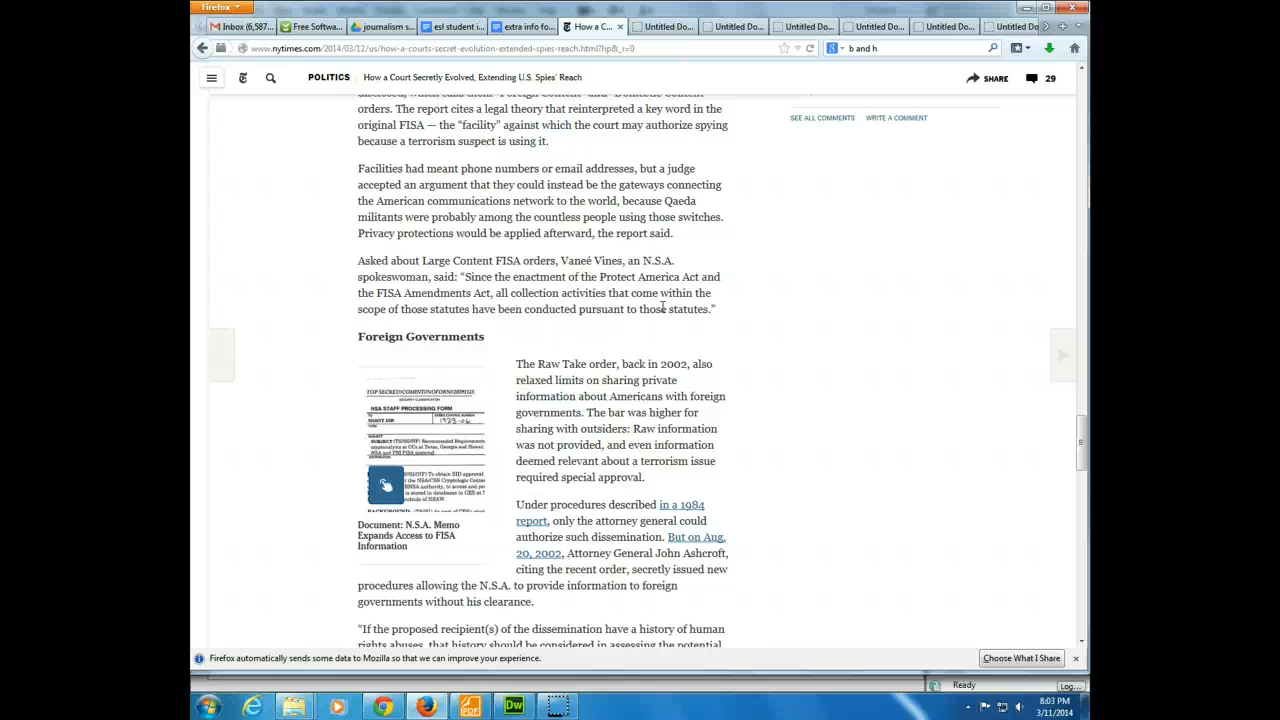 Firefox
Inbox (6,587...
Free Softwa...
journalism s...
esl student i...
extra info fo...
How a C...
Untitled Do...
Untitled Do...
Untitled Do...
Untitled Do...
Untitled Do...
Untitled Do
www.nytimes.com/2014/03/12/us/how-a-courts-secret-evolution-extended-spies-reach.html?hp&_r=0
b and h
POLITICS
How a Court Secretly Evolved, Extending U.S. Spies' Reach
SHARE
29
orders. The report cites a legal theory that reinterpreted a key word in the
original FISA — the “facility” against which the court may authorize spying
because a terrorism suspect is using it.
SEE ALL COMMENTS
WRITE A COMMENT
Facilities had meant phone numbers or email addresses, but a judge
accepted an argument that they could instead be the gateways connecting
the American communications network to the world, because Qaeda
militants were probably among the countless people using those switches.
Privacy protections would be applied afterward, the report said.
Asked about Large Content FISA orders, Vaneé Vines, an N.S.A.
spokeswoman, said: “Since the enactment of the Protect America Act and
the FISA Amendments Act, all collection activities that come within the
scope of those statutes have been conducted pursuant to those statutes.”
Foreign Governments
TOP SECRET//COMINT//NOFORN//20291123
SECURITY CLASSIFICATION
NSA STAFF PROCESSING FORM
Document: N.S.A. Memo
Expands Access to FISA
Information
The Raw Take order, back in 2002, also
relaxed limits on sharing private
information about Americans with foreign
governments. The bar was higher for
sharing with outsiders: Raw information
was not provided, and even information
deemed relevant about a terrorism issue
required special approval.
Under procedures described in a 1984
report, only the attorney general could
authorize such dissemination. But on Aug.
20, 2002, Attorney General John Ashcroft,
citing the recent order, secretly issued new
procedures allowing the N.S.A. to provide information to foreign
governments without his clearance.
“If the proposed recipient(s) of the dissemination have a history of human
rights abuses, that history should be considered in assessing the potential
Firefox automatically sends some data to Mozilla so that we can improve your experience.
Choose What I Share
Ready
Log...
PDF
Dw
8:03 PM
3/11/2014